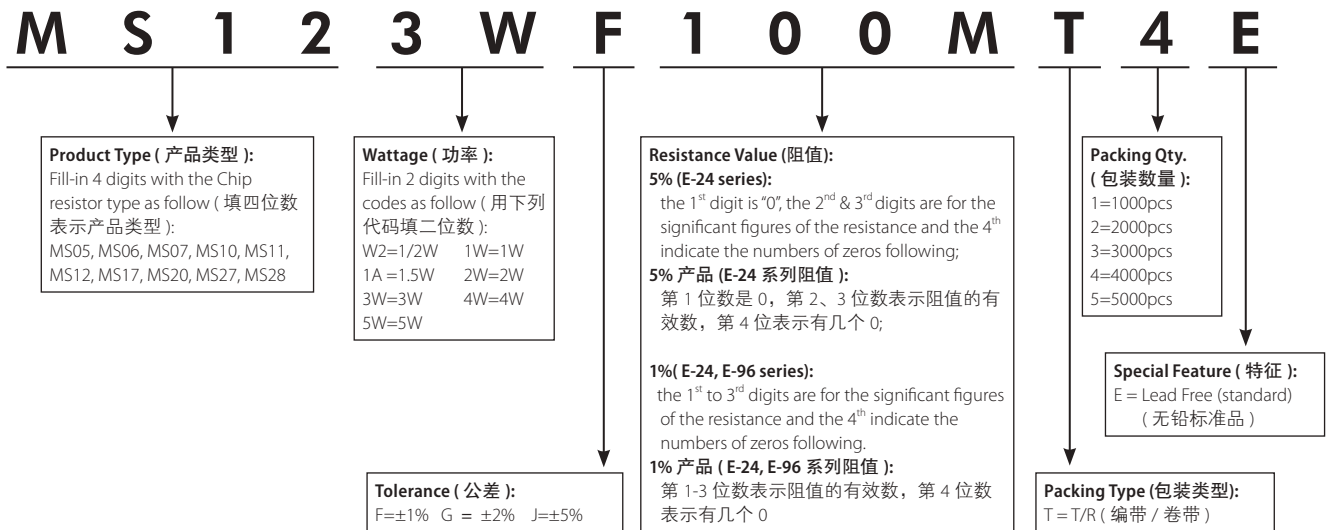 M S 1 2 3 W F 1 0 0 M T 4 E
Product Type ( 产品类型 ):
Fill-in 4 digits with the Chip
resistor type as follow ( 填四位数
表示产品类型 ):
MS05, MS06, MS07, MS10, MS11,
MS12, MS17, MS20, MS27, MS28
Wattage ( 功率 ):
Fill-in 2 digits with the
codes as follow ( 用下列
代码填二位数 ):
W2=1/2W 1W=1W
1A =1.5W 2W=2W
3W=3W 4W=4W
5W=5W
Tolerance ( 公差 ):
F=±1% G = ±2% J=±5%
Resistance Value (阻值):
5% (E-24 series):
the 1st digit is "0", the 2nd & 3rd digits are for the
significant figures of the resistance and the 4th
indicate the numbers of zeros following;
5% 产品 (E-24 系列阻值 ):
第 1 位数是 0，第 2、3 位数表示阻值的有
效数，第 4 位表示有几个 0;
1%( E-24, E-96 series):
the 1st to 3rd digits are for the significant figures
of the resistance and the 4th indicate the
numbers of zeros following.
1% 产品 ( E-24, E-96 系列阻值 ):
第 1-3 位数表示阻值的有效数，第 4 位数
表示有几个 0
Packing Qty.
( 包装数量 ):
1=1000pcs
2=2000pcs
3=3000pcs
4=4000pcs
5=5000pcs
Special Feature ( 特征 ):
E = Lead Free (standard)
( 无铅标准品 )
Packing Type (包装类型):
T = T/R ( 编带 / 卷带 )